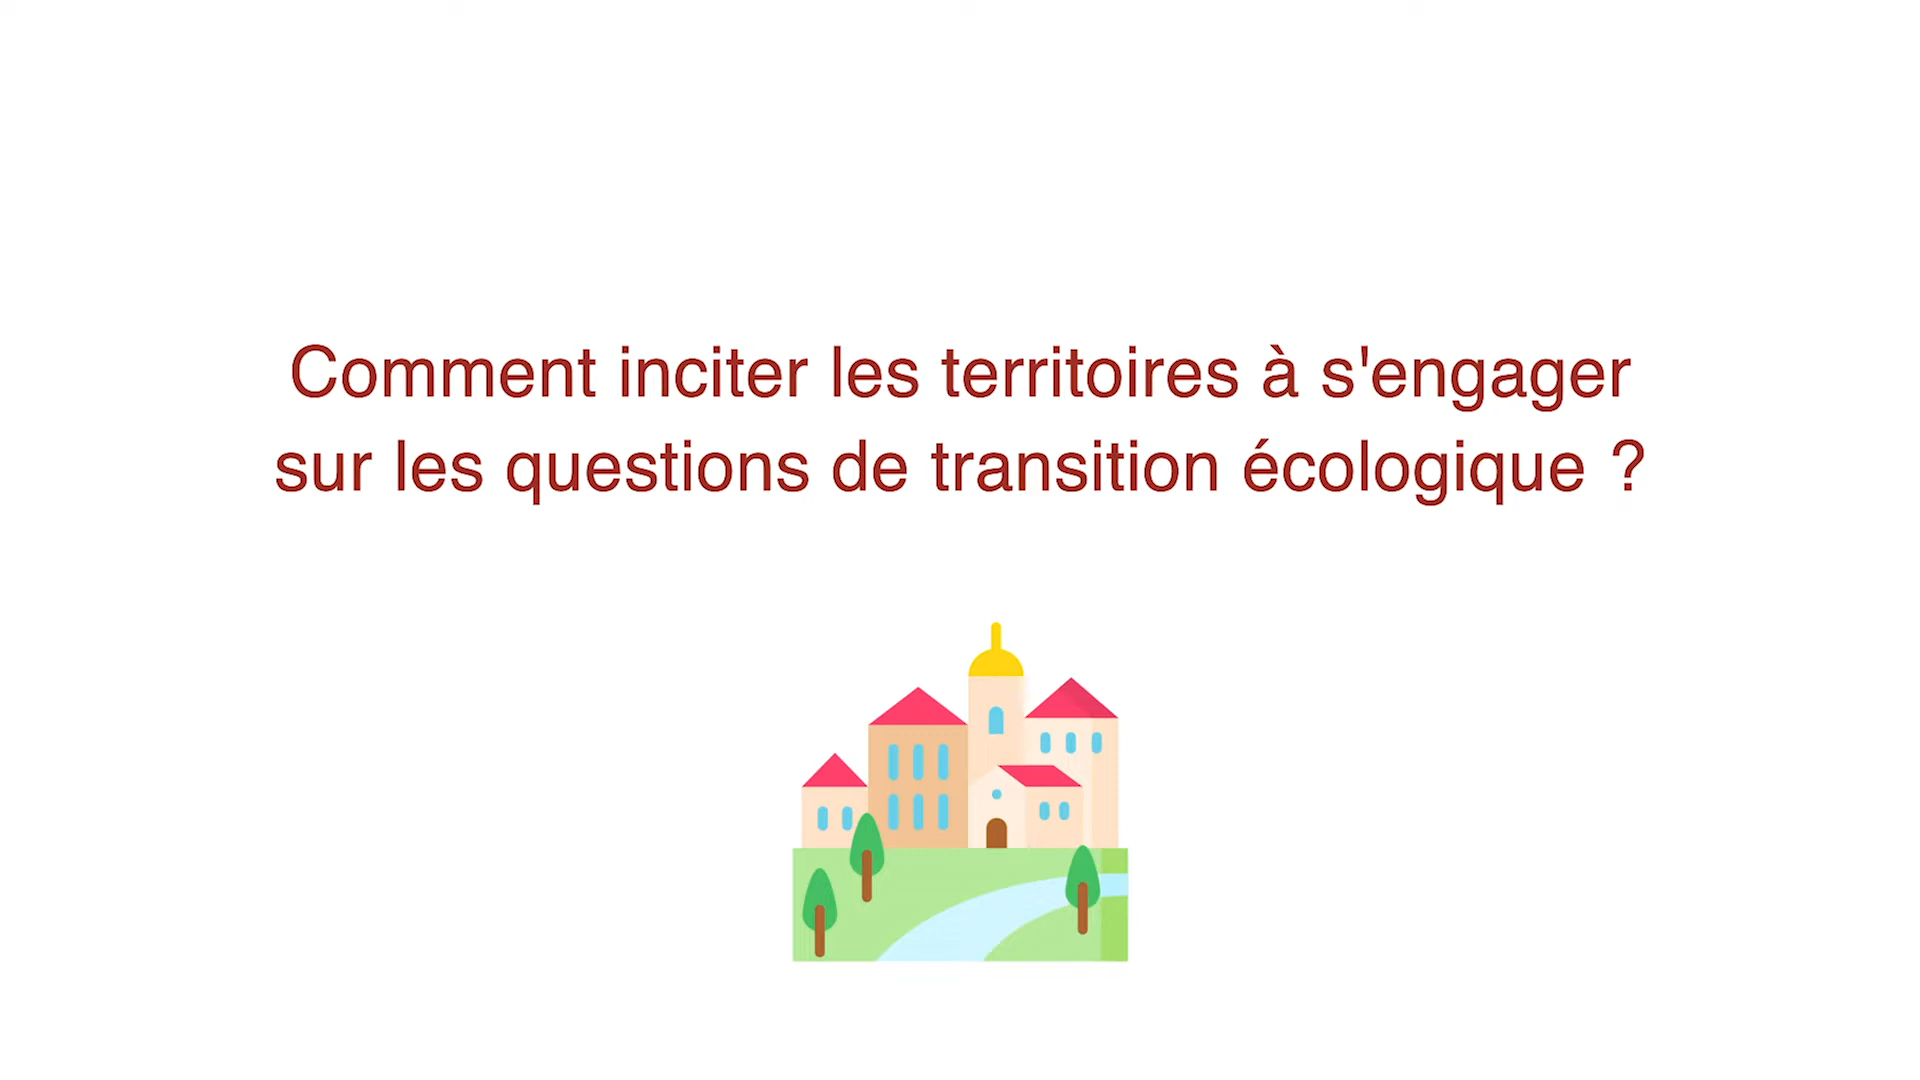 Comment inciter les territoires à s'engager
sur les questions de transition écologique ?